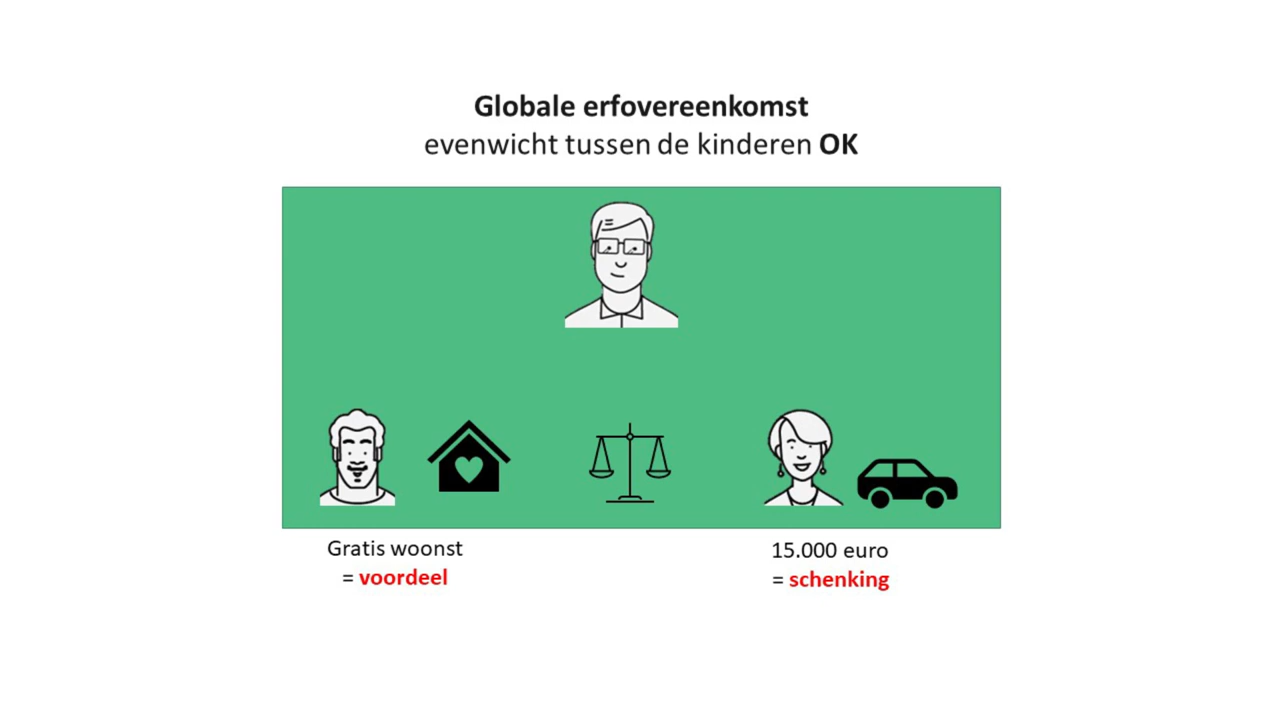 Globale erfovereenkomst
evenwicht tussen de kinderen OK
Gratis woonst
= voordeel
15.000 euro
= schenking